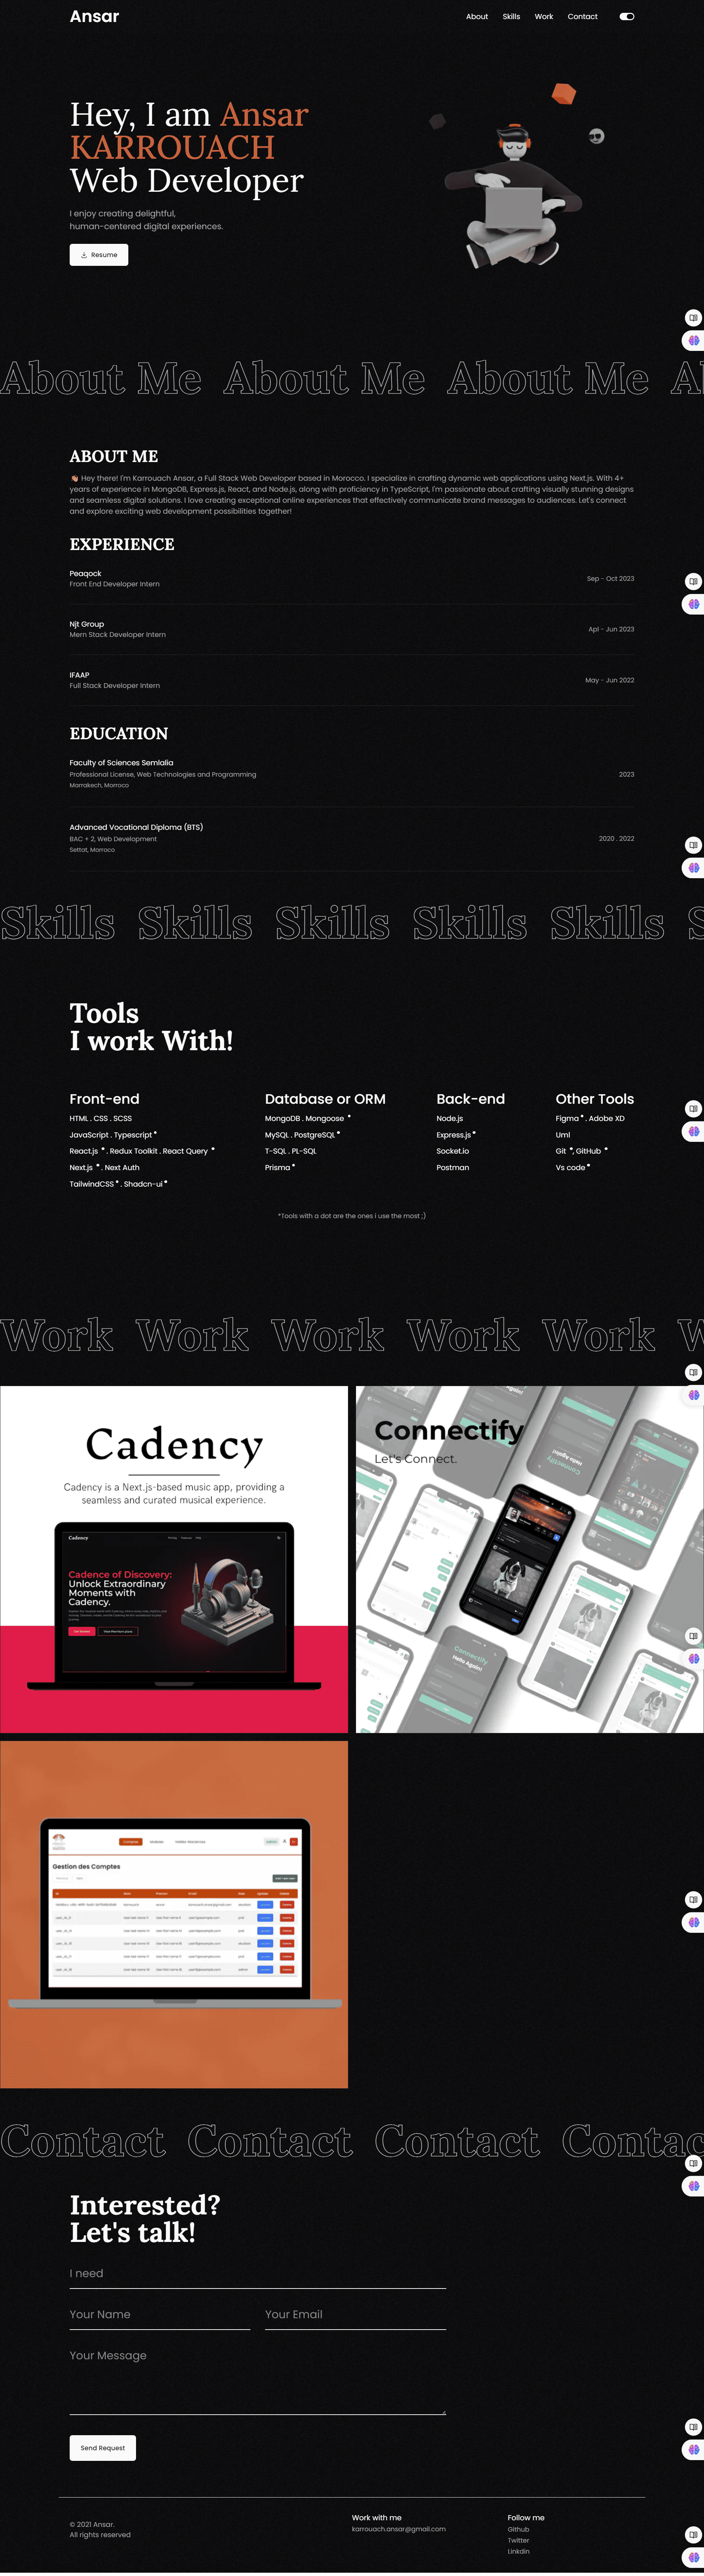 Ansar
About Skills Work Contact
Hey, I am Ansar
KARROUACH
Web Developer
I enjoy creating delightful,
human-centered digital experiences.
Resume
About Me About Me About Me A
ABOUT ME
👋 Hey there! I'm Karrouach Ansar, a Full Stack Web Developer based in Morocco. I specialize in crafting dynamic web applications using Next.js. With 4+
years of experience in MongoDB, Express.js, React, and Node.js, along with proficiency in TypeScript, I'm passionate about crafting visually stunning designs
and seamless digital solutions. I love creating exceptional online experiences that effectively communicate brand messages to audiences. Let's connect
and explore exciting web development possibilities together!
EXPERIENCE
Peaqock
Front End Developer Intern
Sep - Oct 2023
Njt Group
Mern Stack Developer Intern
Apl - Jun 2023
IFAAP
Full Stack Developer Intern
May - Jun 2022
EDUCATION
Faculty of Sciences Semlalia
Professional License, Web Technologies and Programming
Marrakech, Morroco
2023
Advanced Vocational Diploma (BTS)
BAC + 2, Web Development
Settat, Morroco
2020 . 2022
Skills Skills Skills Skills Skills S
Tools
I work With!
Front-end
HTML . CSS . SCSS
JavaScript . Typescript •
React.js • . Redux Toolkit . React Query •
Next.js • . Next Auth
TailwindCSS • . Shadcn-ui •
Database or ORM
MongoDB . Mongoose •
MySQL . PostgreSQL •
T-SQL . PL-SQL
Prisma •
Back-end
Node.js
Express.js •
Socket.io
Postman
Other Tools
Figma • . Adobe XD
Uml
Git •, GitHub •
Vs code •
*Tools with a dot are the ones i use the most ;)
Work Work Work Work Work W
Cadency
Cadency is a Next.js-based music app, providing a
seamless and curated musical experience.
Cadency
Cadence of Discovery:
Unlock Extraordinary
Moments with
Cadency.
Connectify
Let's Connect.
Connectify
Hello Again!
Gestion des Comptes
Contact Contact Contact Contac
Interested?
Let's talk!
I need
Your Name Your Email
Your Message
Send Request
© 2021 Ansar.
All rights reserved
Work with me
karrouach.ansar@gmail.com
Follow me
Github
Twitter
Linkdin